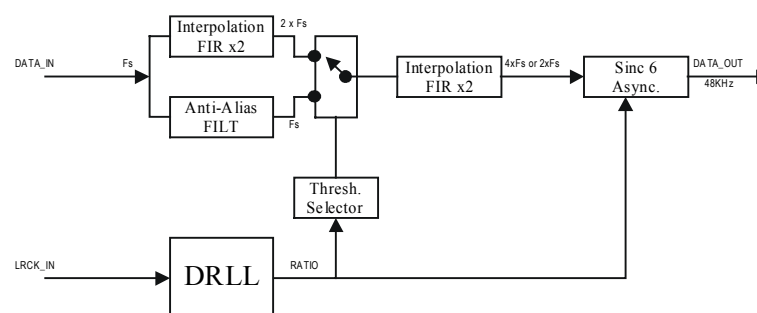 Interpolation
FIR x2
2 x Fs
DATA_IN
Fs
Anti-Alias
FILT
Fs
Interpolation
FIR x2
4xFs or 2xFs
Sinc 6
Async.
DATA_OUT
48KHz
Thresh.
Selector
LRCK_IN
DRLL
RATIO